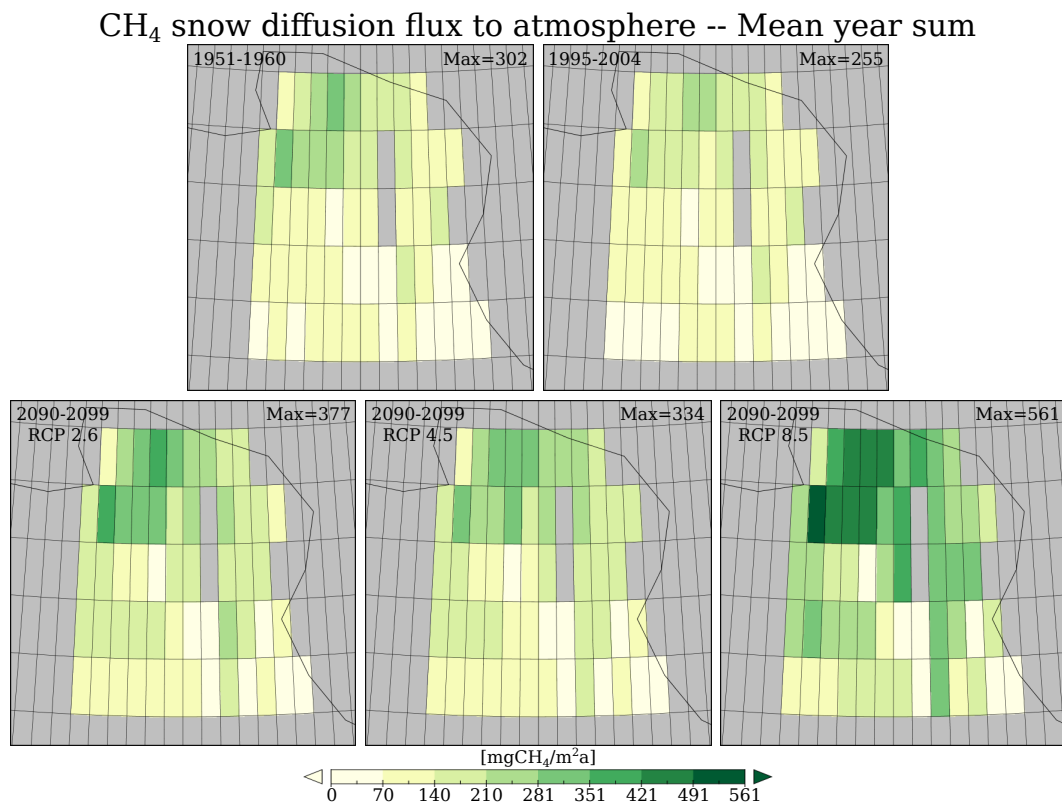 CH₄ snow diffusion flux to atmosphere -- Mean year sum
1951-1960 Max=302
1995-2004 Max=255
2090-2099 Max=377
RCP 2.6
2090-2099 Max=334
RCP 4.5
2090-2099 Max=561
RCP 8.5
[mgCH₄/m²a]
0 70 140 210 281 351 421 491 561